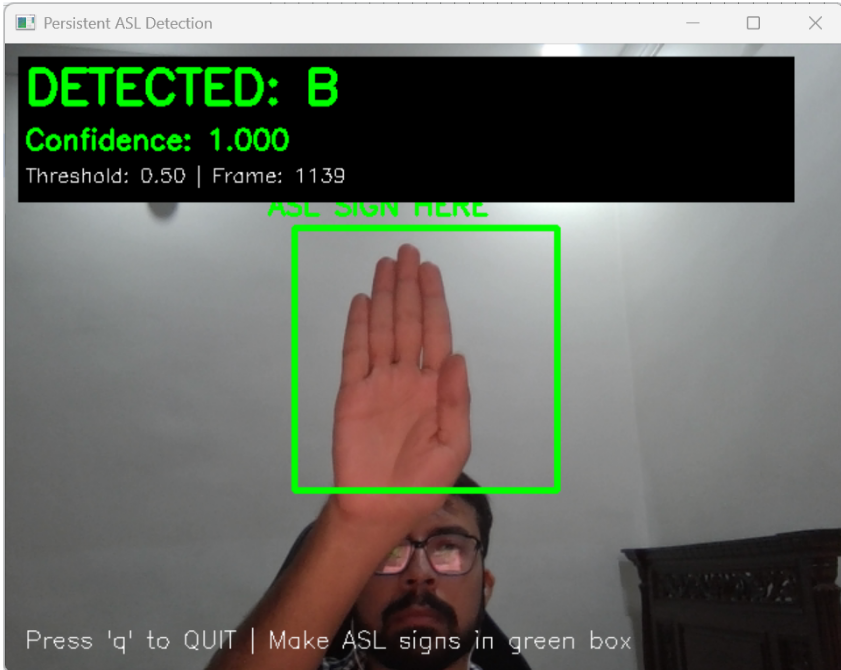 Persistent ASL Detection
DETECTED: B
Confidence: 1.000
Threshold: 0.50 | Frame: 1139
ASL SIGN HERE
Press 'q' to QUIT | Make ASL signs in green box